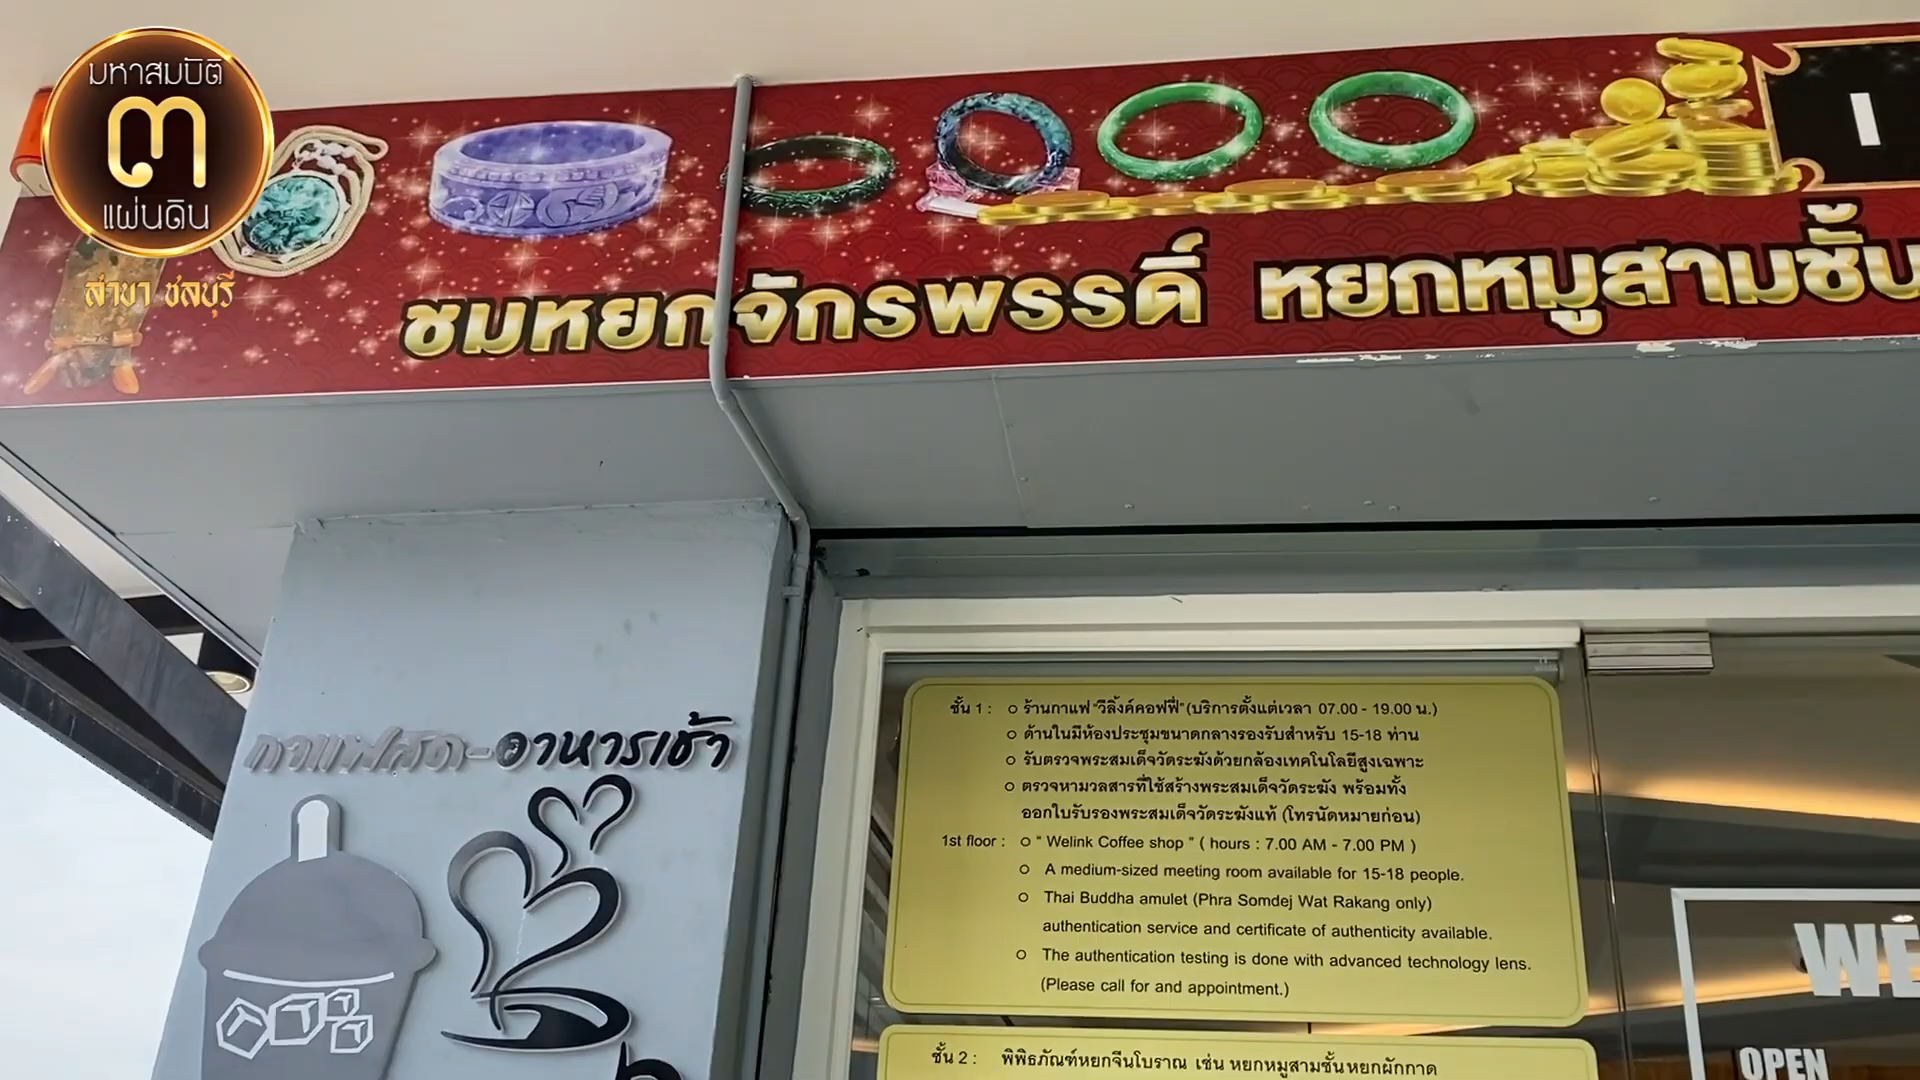 มหาสมบัติ
๓
แผ่นดิน
สาขา ชลบุรี
ชมหยกจักรพรรดิ์ หยกหมูสามชั้น
กาแฟสด-อาหารเช้า
ชั้น 1 : ร้านกาแฟ "วีลิ้งค์คอฟฟี่" (บริการตั้งแต่เวลา 07.00 - 19.00 น.)
ด้านในมีห้องประชุมขนาดกลางรองรับสำหรับ 15-18 ท่าน
รับตรวจพระสมเด็จวัดระฆังด้วยกล้องเทคโนโลยีสูงเฉพาะ
ตรวจหามวลสารที่ใช้สร้างพระสมเด็จวัดระฆัง พร้อมทั้ง
ออกใบรับรองพระสมเด็จวัดระฆังแท้ (โทรนัดหมายก่อน)
1st floor : " Welink Coffee shop " ( hours : 7.00 AM - 7.00 PM )
A medium-sized meeting room available for 15-18 people.
Thai Buddha amulet (Phra Somdej Wat Rakang only)
authentication service and certificate of authenticity available.
The authentication testing is done with advanced technology lens.
(Please call for and appointment.)
ชั้น 2 : พิพิธภัณฑ์หยกจีนโบราณ เช่น หยกหมูสามชั้น หยกผักกาด
WE
OPEN